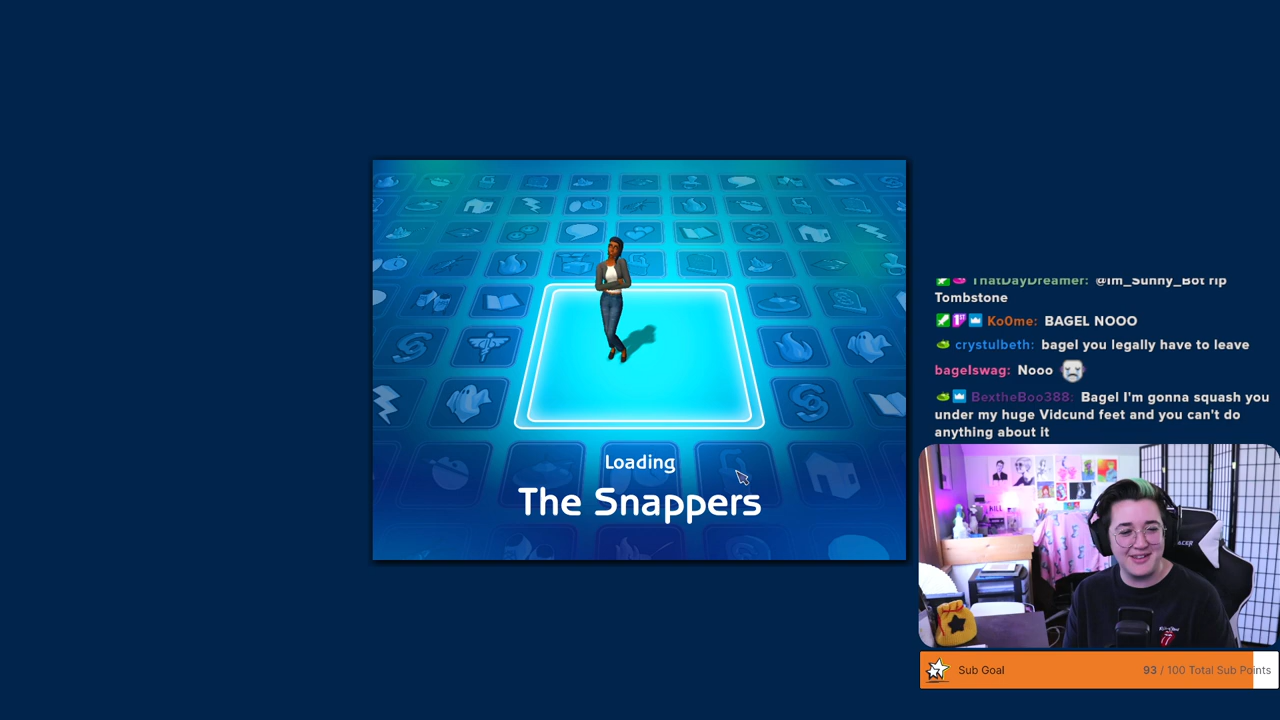 Loading
The Snappers
ThatDayDreamer: @Im_Sunny_Bot rip
Tombstone
Ko0me: BAGEL NOOO
crystulbeth: bagel you legally have to leave
bagelswag: Nooo
BextheBoo388: Bagel I'm gonna squash you
under my huge Vidcund feet and you can't do
anything about it
KILL
ACER
Sub Goal
93 / 100 Total Sub Points